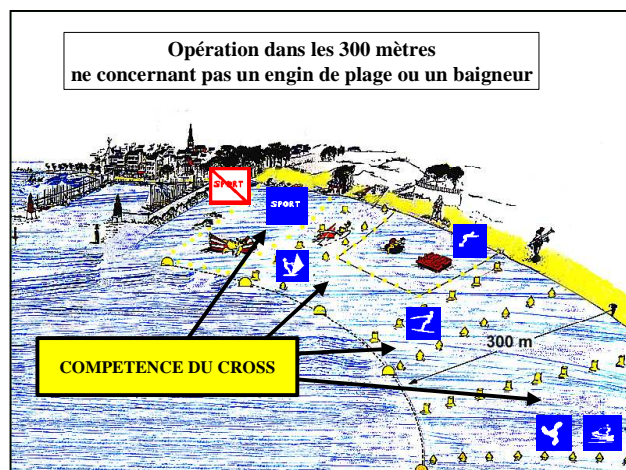 Opération dans les 300 mètres
ne concernant pas un engin de plage ou un baigneur
SPORT
SPORT
300 m
COMPETENCE DU CROSS